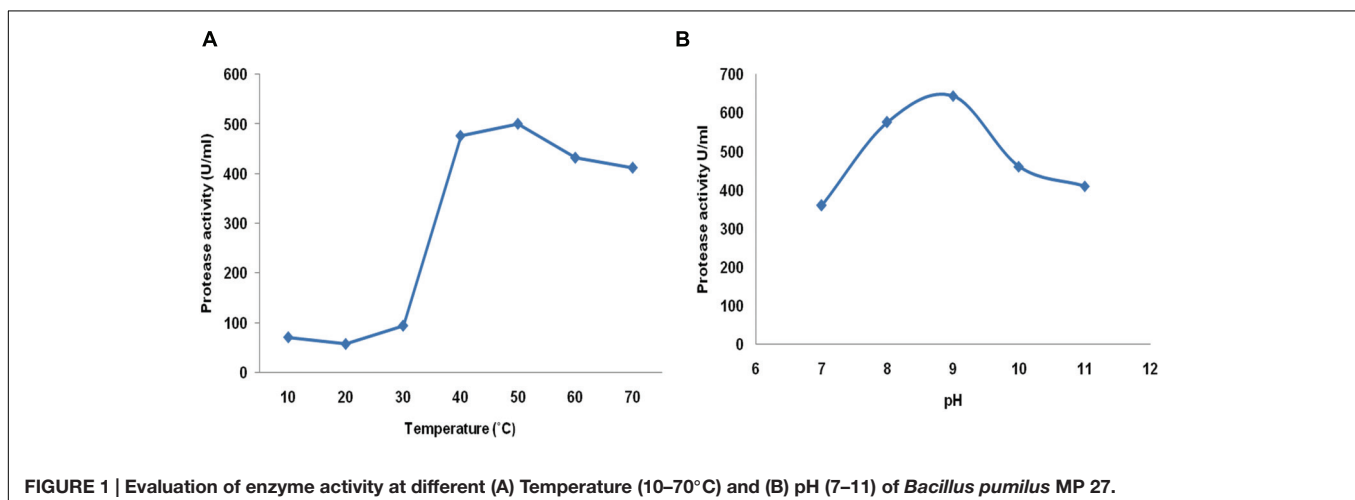 A
600
500
400
300
200
100
0
Protease activity (U/ml)
10 20 30 40 50 60 70
Temperature (°C)
B
700
600
500
400
300
200
100
0
Protease activity U/ml
6 7 8 9 10 11 12
pH
FIGURE 1 | Evaluation of enzyme activity at different (A) Temperature (10–70°C) and (B) pH (7–11) of Bacillus pumilus MP 27.